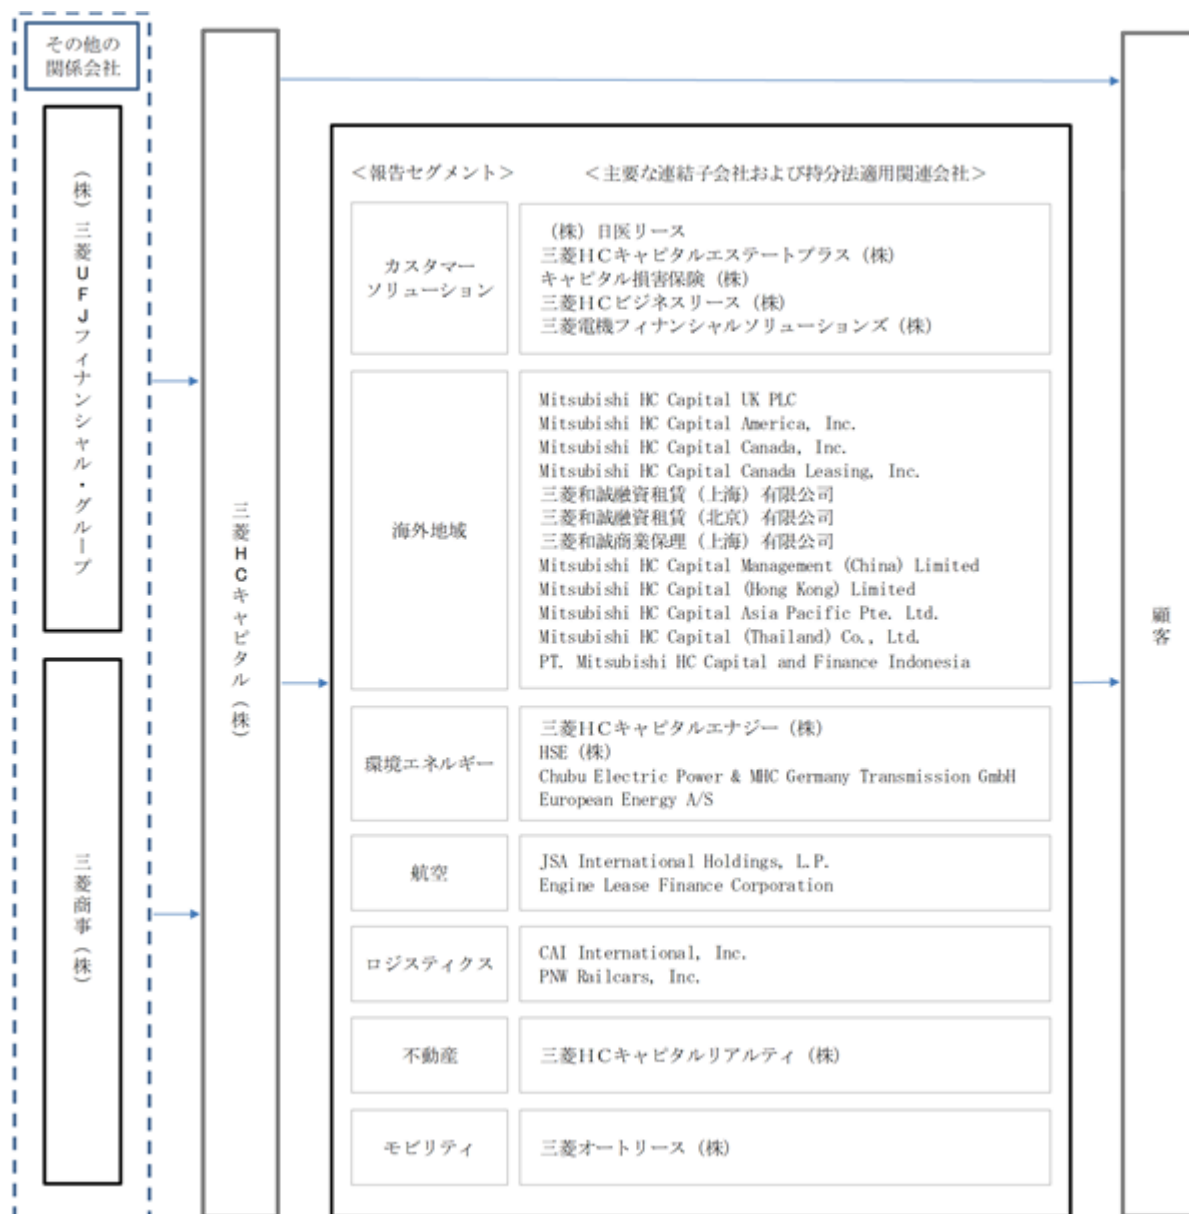 その他の
関係会社
(株)三菱UFJフィナンシャル・グループ
三菱商事(株)
三菱HCキャピタル(株)
<報告セグメント>
<主要な連結子会社および持分法適用関連会社>
カスタマー
ソリューション
(株)日医リース
三菱HCキャピタルエステートプラス(株)
キャピタル損害保険(株)
三菱HCビジネスリース(株)
三菱電機フィナンシャルソリューションズ(株)
海外地域
Mitsubishi HC Capital UK PLC
Mitsubishi HC Capital America, Inc.
Mitsubishi HC Capital Canada, Inc.
Mitsubishi HC Capital Canada Leasing, Inc.
三菱和誠融資租賃(上海)有限公司
三菱和誠融資租賃(北京)有限公司
三菱和誠商業保理(上海)有限公司
Mitsubishi HC Capital Management (China) Limited
Mitsubishi HC Capital (Hong Kong) Limited
Mitsubishi HC Capital Asia Pacific Pte. Ltd.
Mitsubishi HC Capital (Thailand) Co., Ltd.
PT. Mitsubishi HC Capital and Finance Indonesia
環境エネルギー
三菱HCキャピタルエナジー(株)
HSE(株)
Chubu Electric Power & MHC Germany Transmission GmbH
European Energy A/S
航空
JSA International Holdings, L.P.
Engine Lease Finance Corporation
ロジスティクス
CAI International, Inc.
PNW Railcars, Inc.
不動産
三菱HCキャピタルリアルティ(株)
モビリティ
三菱オートリース(株)
顧客